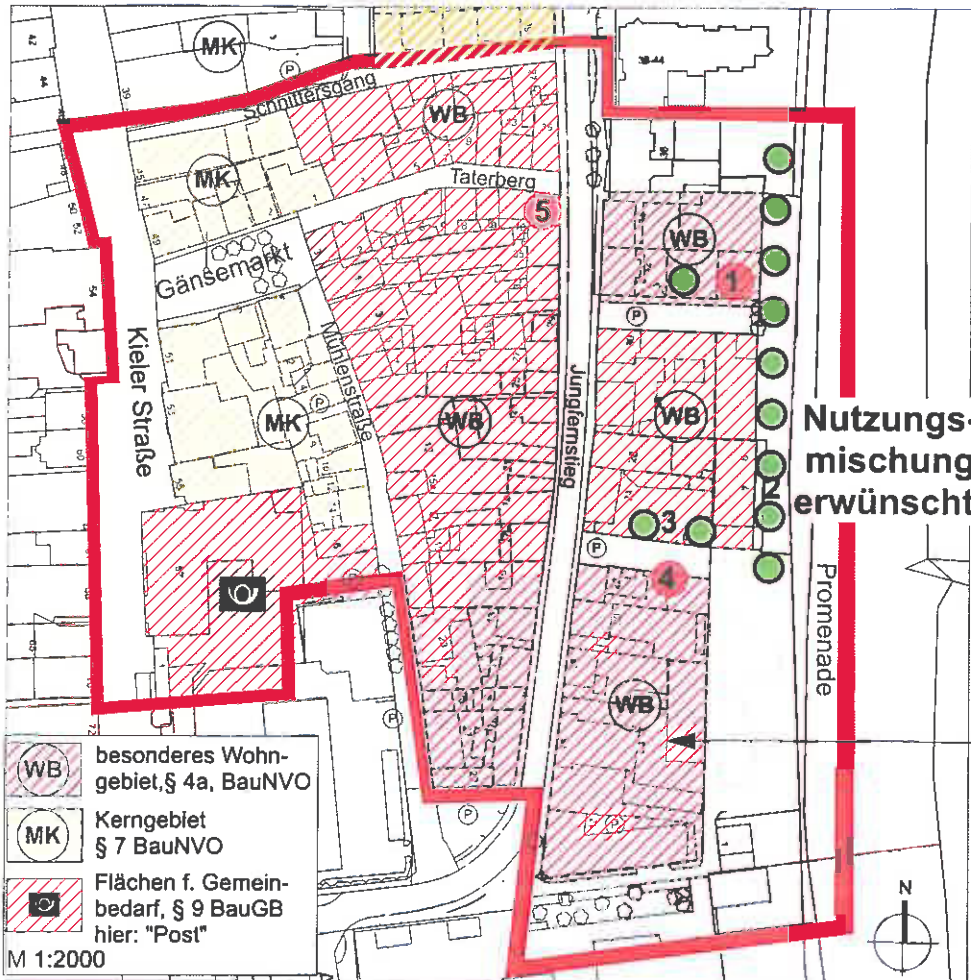 MK
P
Schnittersgang
WB
MK
Taterberg
5
WB
1
Gänsemarkt
P
Kieler Straße
Mühlenstraße
P
MK
WB
Jungfernstieg
WB
Nutzungs-
mischung
erwünscht
2
3
P
4
P
Promenade
WB
P
P
P P
WB
besonderes Wohn-
gebiet,§ 4a, BauNVO
MK
Kerngebiet
§ 7 BauNVO
Flächen f. Gemein-
bedarf, § 9 BauGB
hier: "Post"
M 1:2000
N